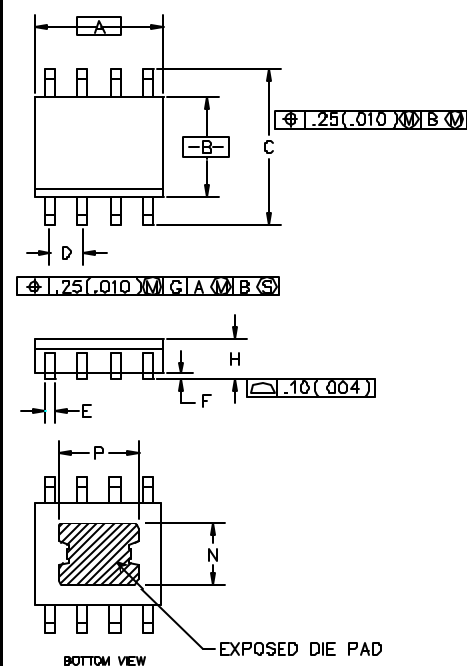 A
⌖ .25(.010)Ⓜ B Ⓜ
-B-
C
D
⌖ .25(.010)Ⓜ G A Ⓜ B Ⓢ
H
F
⌓ .10(.004)
E
P
N
EXPOSED DIE PAD
BOTTOM VIEW